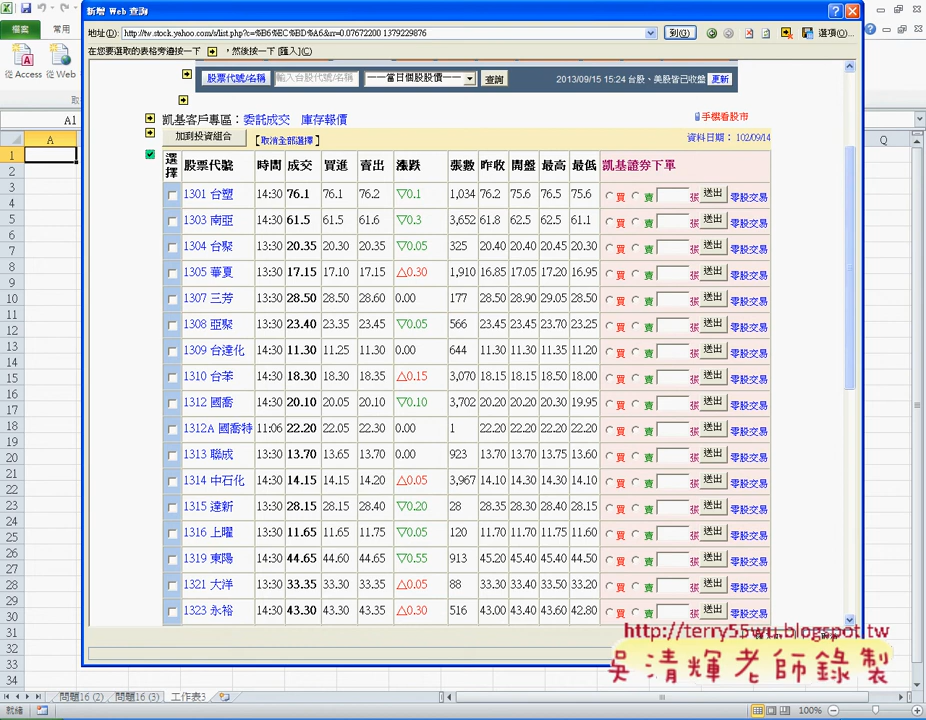 新增 Web 查詢
檔案 常用
地址(D): http://tw.stock.yahoo.com/s/list.php?c=%B6%EC%BD%A6&rr=0.07672200 1379229876 到(G) 選項(O)...
在您要選取的表格旁邊按一下 ，然後按一下 [匯入](C)
從 Access 從 Web
股票代號/名稱 輸入台股代號/名稱 ----當日個股股價---- 查詢 2013/09/15 15:24 台股、美股皆已收盤 更新
凱基客戶專區： 委託成交 庫存報價 手機看股市
加到投資組合 【取消全部選擇】 資料日期： 102/09/14
A1
A Q
選擇 股票代號 時間 成交 買進 賣出 漲跌 張數 昨收 開盤 最高 最低 凱基證券下單
1301 台塑 14:30 76.1 76.1 76.2 ▽0.1 1,034 76.2 75.6 76.5 75.6 買 賣 張 送出 零股交易
1303 南亞 14:30 61.5 61.5 61.6 ▽0.3 3,652 61.8 62.5 62.5 61.1 買 賣 張 送出 零股交易
1304 台聚 13:30 20.35 20.30 20.35 ▽0.05 325 20.40 20.40 20.45 20.30 買 賣 張 送出 零股交易
1305 華夏 13:30 17.15 17.10 17.15 △0.30 1,910 16.85 17.05 17.20 16.95 買 賣 張 送出 零股交易
1307 三芳 13:30 28.50 28.50 28.60 0.00 177 28.50 28.90 29.05 28.50 買 賣 張 送出 零股交易
1308 亞聚 13:30 23.40 23.35 23.45 ▽0.05 566 23.45 23.45 23.70 23.25 買 賣 張 送出 零股交易
1309 台達化 14:30 11.30 11.25 11.30 0.00 644 11.30 11.30 11.35 11.20 買 賣 張 送出 零股交易
1310 台苯 14:30 18.30 18.30 18.35 △0.15 3,070 18.15 18.15 18.50 18.00 買 賣 張 送出 零股交易
1312 國喬 14:30 20.10 20.05 20.10 ▽0.10 3,702 20.20 20.20 20.30 19.95 買 賣 張 送出 零股交易
1312A 國喬特 11:06 22.20 22.05 22.30 0.00 1 22.20 22.20 22.20 22.20 買 賣 張 送出 零股交易
1313 聯成 13:30 13.70 13.65 13.70 0.00 923 13.70 13.70 13.75 13.60 買 賣 張 送出 零股交易
1314 中石化 14:30 14.15 14.15 14.20 △0.05 3,967 14.10 14.30 14.30 14.10 買 賣 張 送出 零股交易
1315 達新 14:30 28.15 28.15 28.40 ▽0.20 28 28.35 28.35 28.40 28.15 買 賣 張 送出 零股交易
1316 上曜 13:30 11.65 11.65 11.75 ▽0.05 120 11.70 11.70 11.75 11.60 買 賣 張 送出 零股交易
1319 東陽 14:30 44.65 44.60 44.65 ▽0.55 913 45.20 45.40 45.40 44.50 買 賣 張 送出 零股交易
1321 大洋 13:30 33.35 33.30 33.35 △0.05 88 33.30 33.40 33.50 33.20 買 賣 張 送出 零股交易
1323 永裕 14:30 43.30 43.30 43.35 △0.30 516 43.00 43.40 43.60 42.80 買 賣 張 送出 零股交易
1
2
3
4
5
6
7
8
9
10
11
12
13
14
15
16
17
18
19
20
21
22
23
24
25
26
27
28
29
30
31
32
33
34
http://terry55wu.blogspot.tw
吳清輝老師錄製
問題16 (2) 問題16 (3) 工作表3
就緒 100%